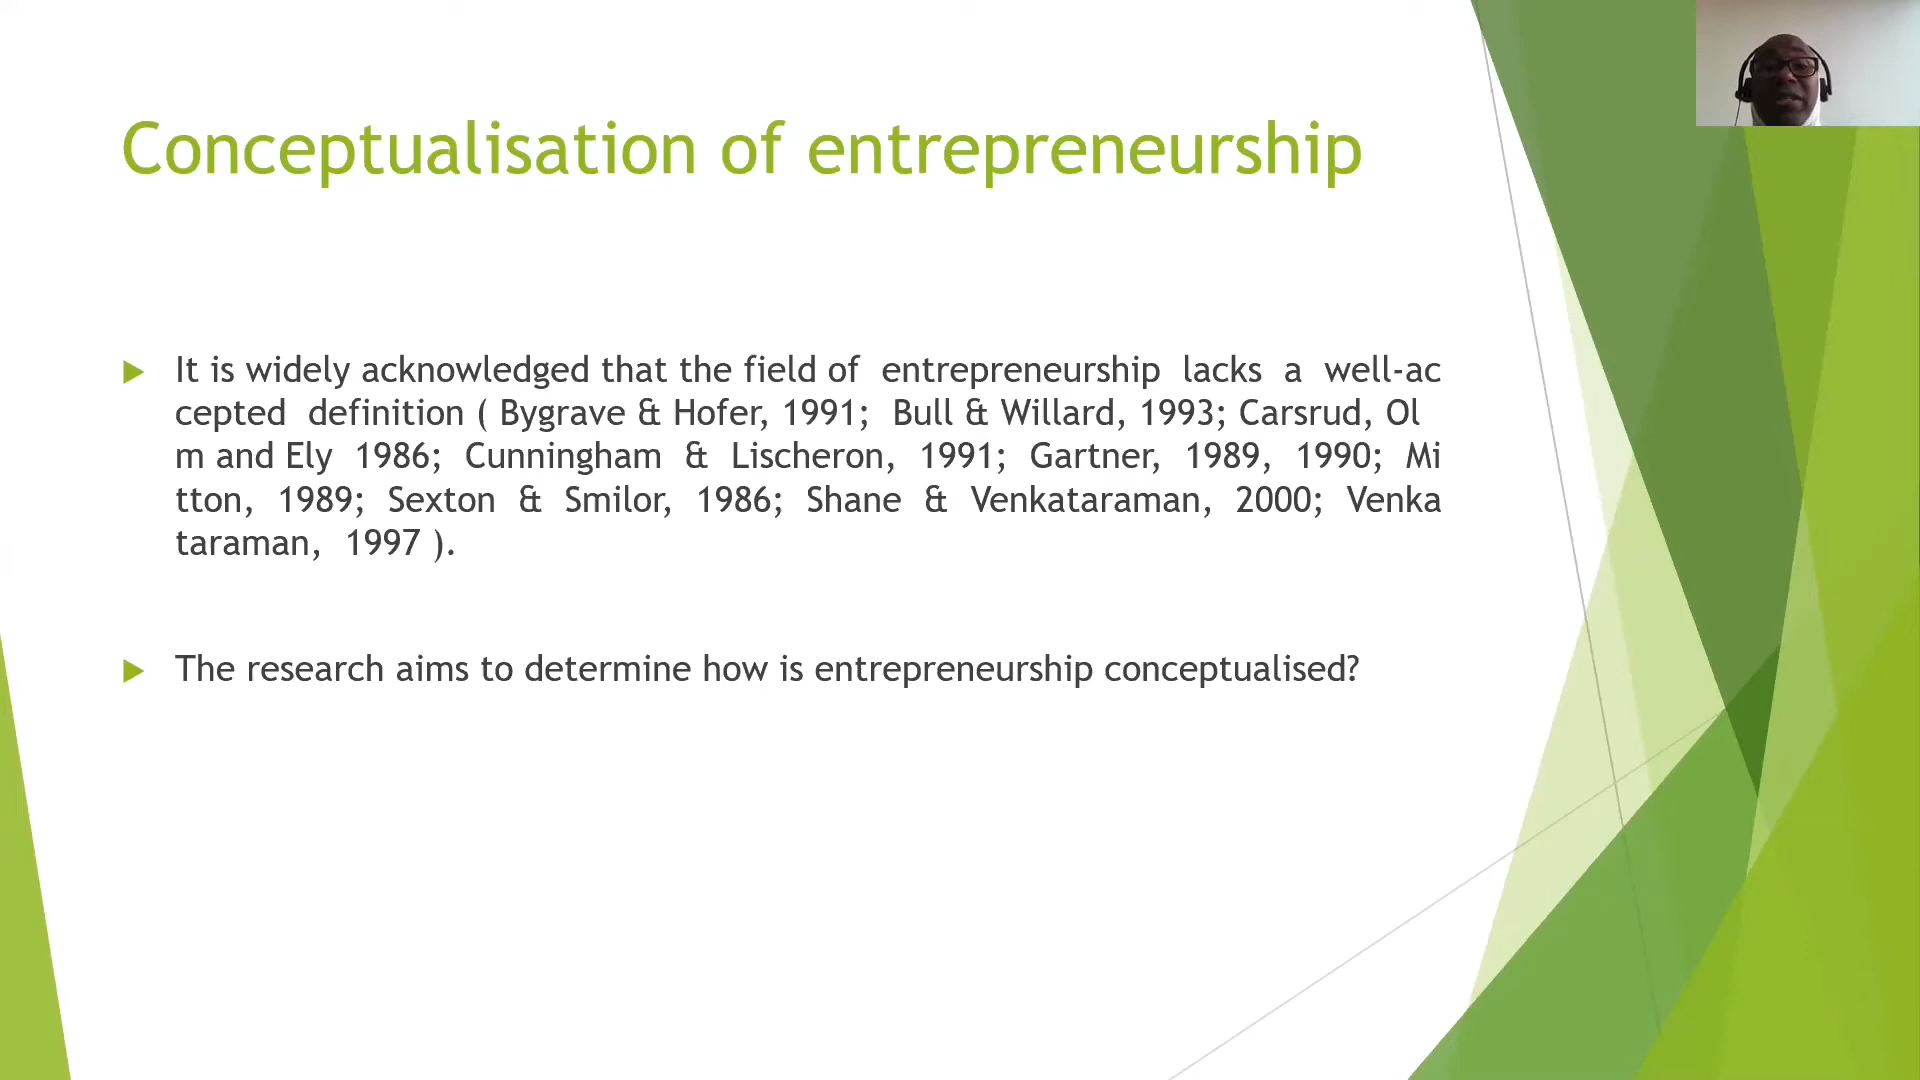 Conceptualisation of entrepreneurship
It is widely acknowledged that the field of entrepreneurship lacks a well-ac
cepted definition ( Bygrave & Hofer, 1991; Bull & Willard, 1993; Carsrud, Ol
m and Ely 1986; Cunningham & Lischeron, 1991; Gartner, 1989, 1990; Mi
tton, 1989; Sexton & Smilor, 1986; Shane & Venkataraman, 2000; Venka
taraman, 1997 ).
The research aims to determine how is entrepreneurship conceptualised?